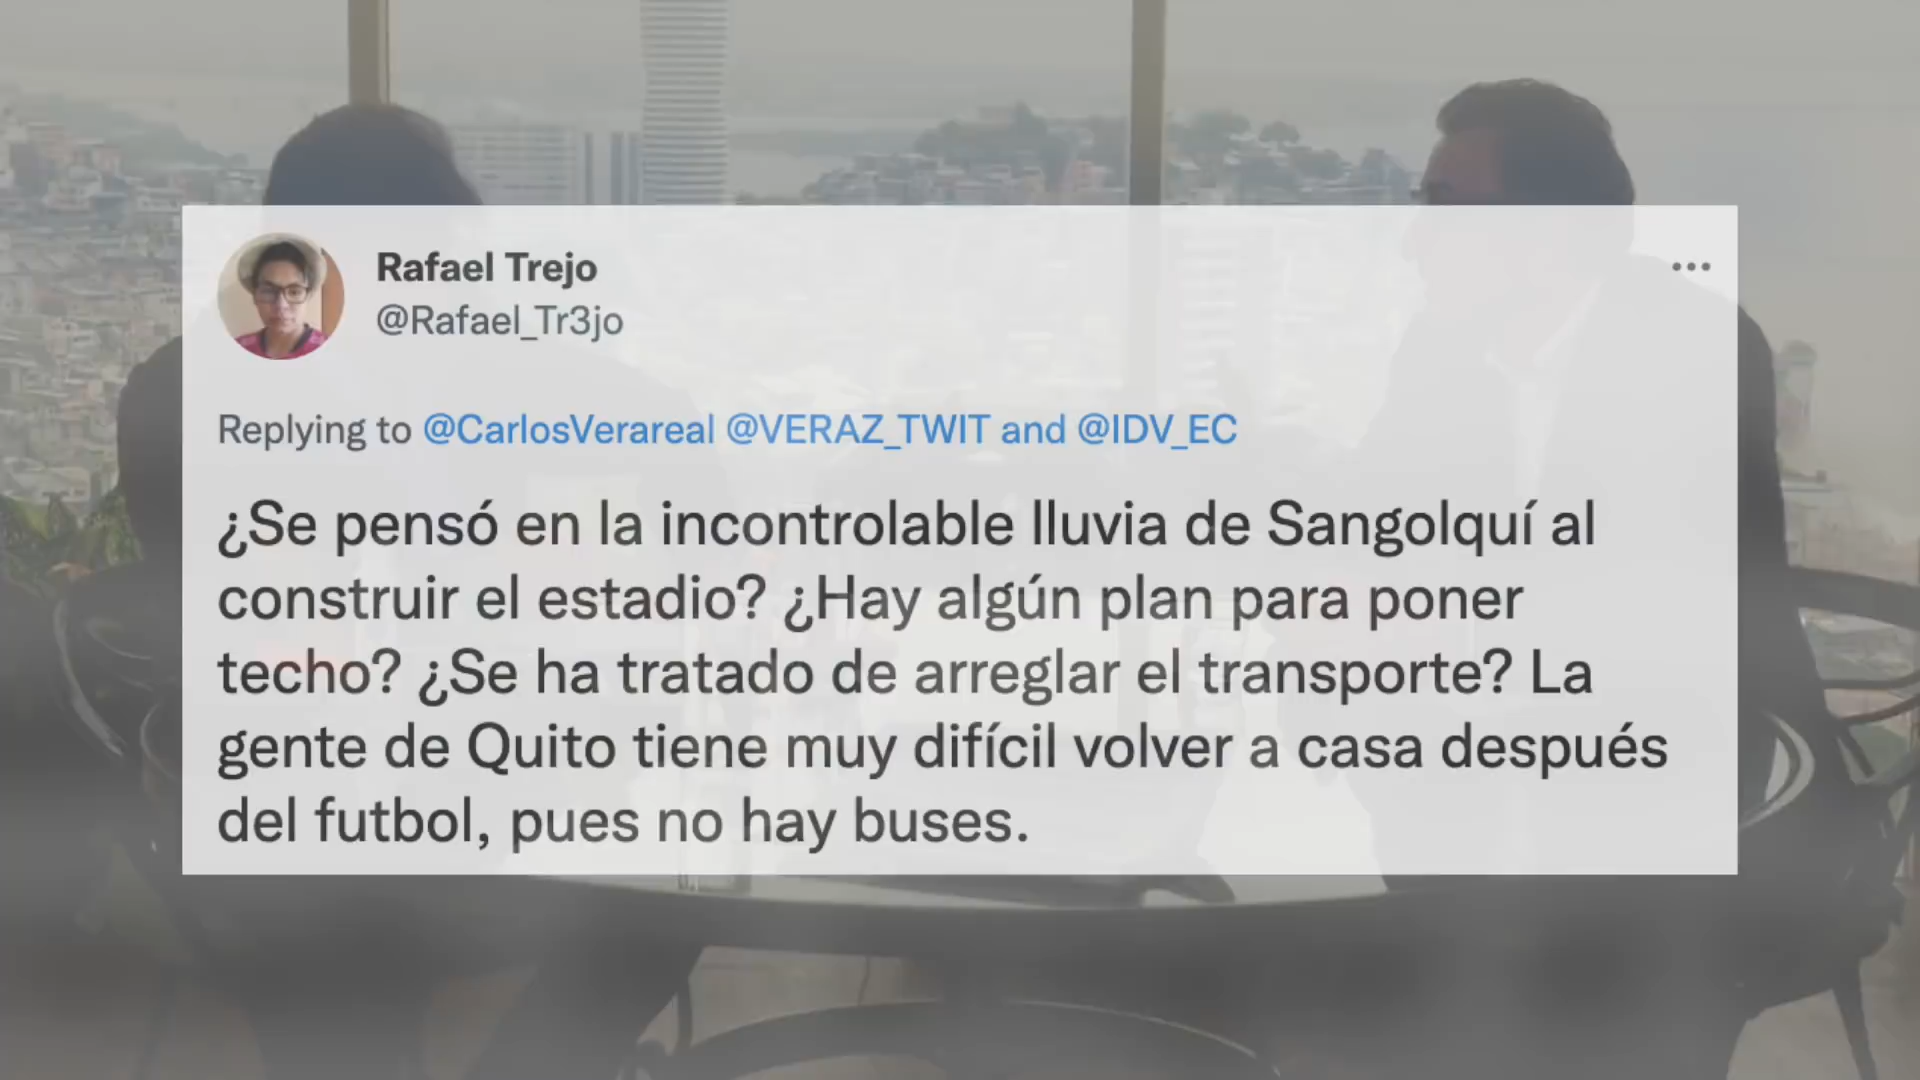 Rafael Trejo
@Rafael_Tr3jo
Replying to @CarlosVerareal @VERAZ_TWIT and @IDV_EC
¿Se pensó en la incontrolable lluvia de Sangolquí al
construir el estadio? ¿Hay algún plan para poner
techo? ¿Se ha tratado de arreglar el transporte? La
gente de Quito tiene muy difícil volver a casa después
del futbol, pues no hay buses.